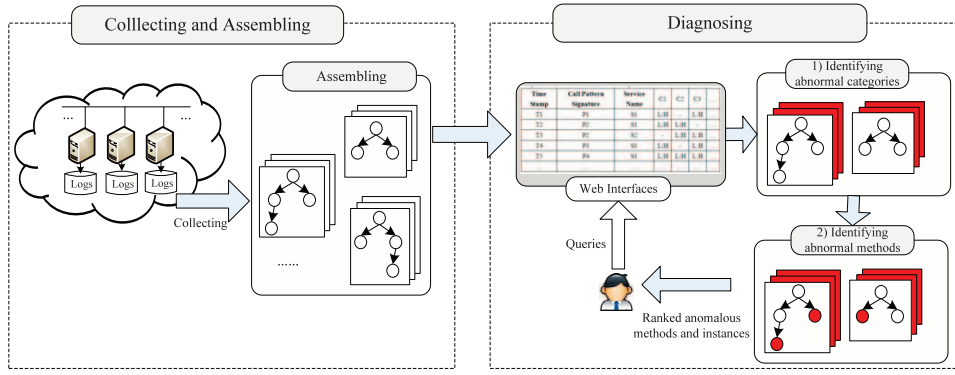 Colllecting and Assembling
...
...
Logs
Logs
Logs
Collecting
Assembling
......
Diagnosing
Time Stamp
Call Pattern Signature
Service Name
C1
C2
C3
T1 P1 S1 L:H - L:H
T2 P2 S1 L:H L:H -
T3 P2 S2 - L:H L:H
T4 P3 S1 L:H - L:H
T5 P4 S1 L:H L:H L:H
Web Interfaces
Queries
1) Identifying
abnormal categories
2) Identifying
abnormal methods
Ranked anomalous
methods and instances